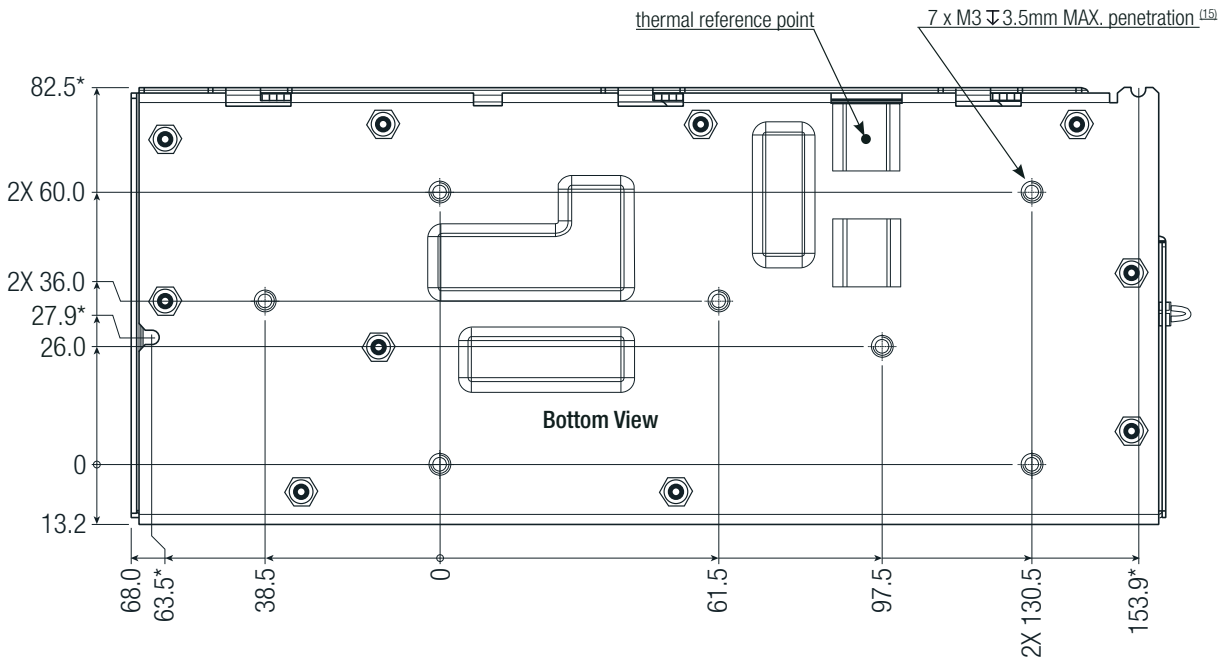 thermal reference point
7 x M3 ↧ 3.5mm MAX. penetration (15)
82.5*
2X 60.0
2X 36.0
27.9*
26.0
0
13.2
Bottom View
68.0
63.5*
38.5
0
61.5
97.5
2X 130.5
153.9*